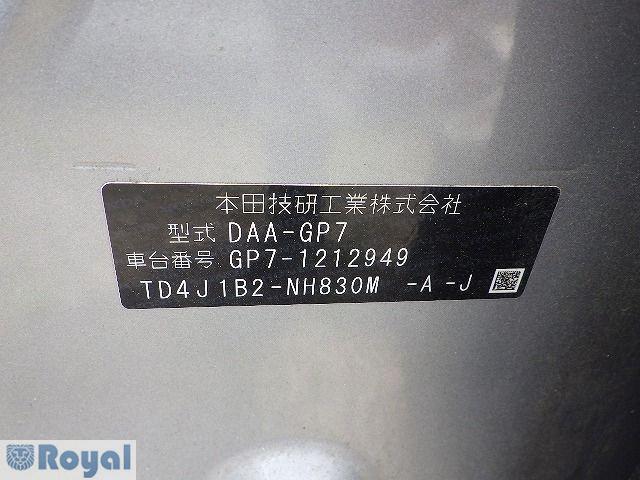 本田技研工業株式会社
型式 DAA-GP7
車台番号 GP7-1212949
TD4J1B2-NH830M -A -J
Royal